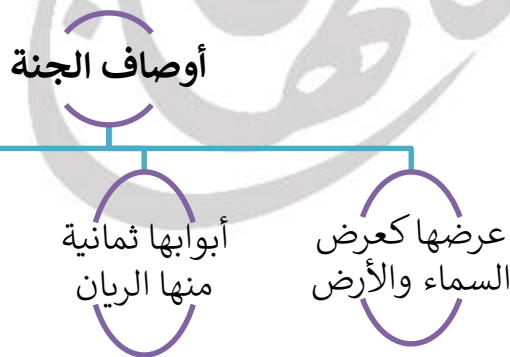 أوصاف الجنة
عرضها كعرض
السماء والأرض
أبوابها ثمانية
منها الريان